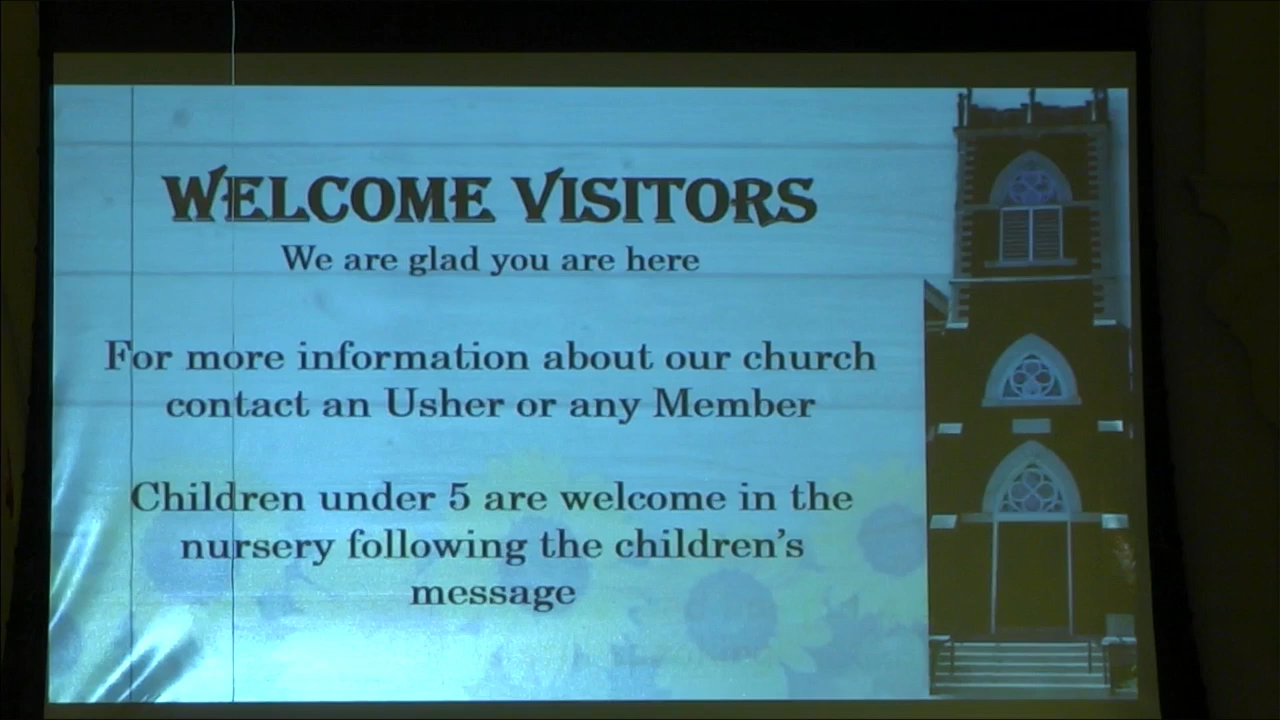 WELCOME VISITORS
We are glad you are here
For more information about our church
contact an Usher or any Member
Children under 5 are welcome in the
nursery following the children's
message